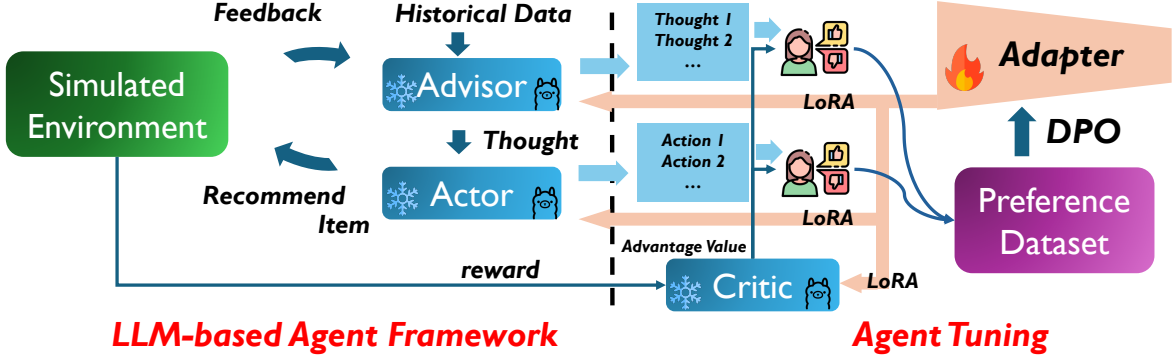 Feedback
Historical Data
Simulated
Environment
Advisor
Thought
Actor
Recommend
Item
reward
LLM-based Agent Framework
Thought 1
Thought 2
...
LoRA
Action 1
Action 2
...
LoRA
Advantage Value
Critic
LoRA
Adapter
DPO
Preference
Dataset
Agent Tuning